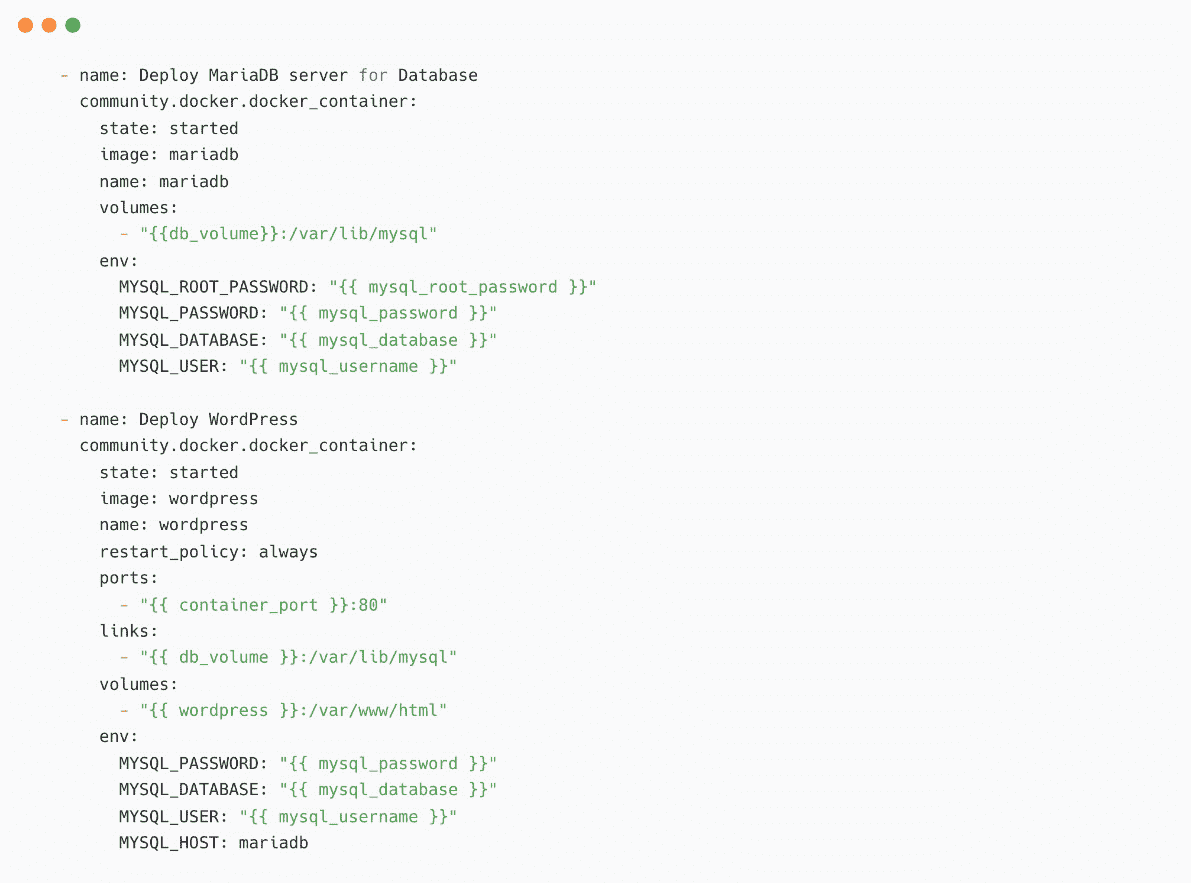 - name: Deploy MariaDB server for Database
  community.docker.docker_container:
    state: started
    image: mariadb
    name: mariadb
    volumes:
      - "{{db_volume}}:/var/lib/mysql"
    env:
      MYSQL_ROOT_PASSWORD: "{{ mysql_root_password }}"
      MYSQL_PASSWORD: "{{ mysql_password }}"
      MYSQL_DATABASE: "{{ mysql_database }}"
      MYSQL_USER: "{{ mysql_username }}"

- name: Deploy WordPress
  community.docker.docker_container:
    state: started
    image: wordpress
    name: wordpress
    restart_policy: always
    ports:
      - "{{ container_port }}:80"
    links:
      - "{{ db_volume }}:/var/lib/mysql"
    volumes:
      - "{{ wordpress }}:/var/www/html"
    env:
      MYSQL_PASSWORD: "{{ mysql_password }}"
      MYSQL_DATABASE: "{{ mysql_database }}"
      MYSQL_USER: "{{ mysql_username }}"
      MYSQL_HOST: mariadb